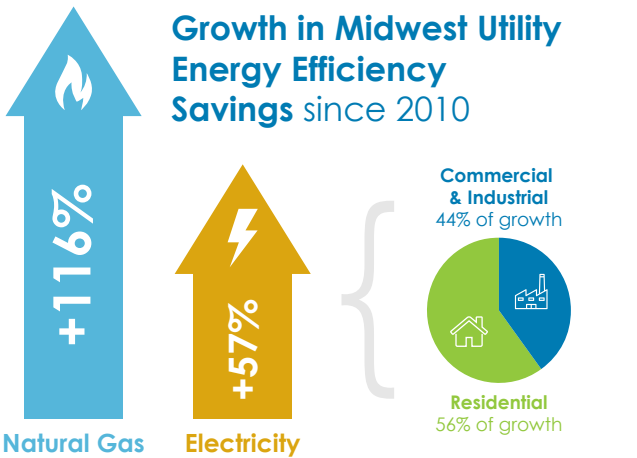 Growth in Midwest Utility
Energy Efficiency
Savings since 2010
+116%
Natural Gas
+57%
Electricity
Commercial
& Industrial
44% of growth
Residential
56% of growth